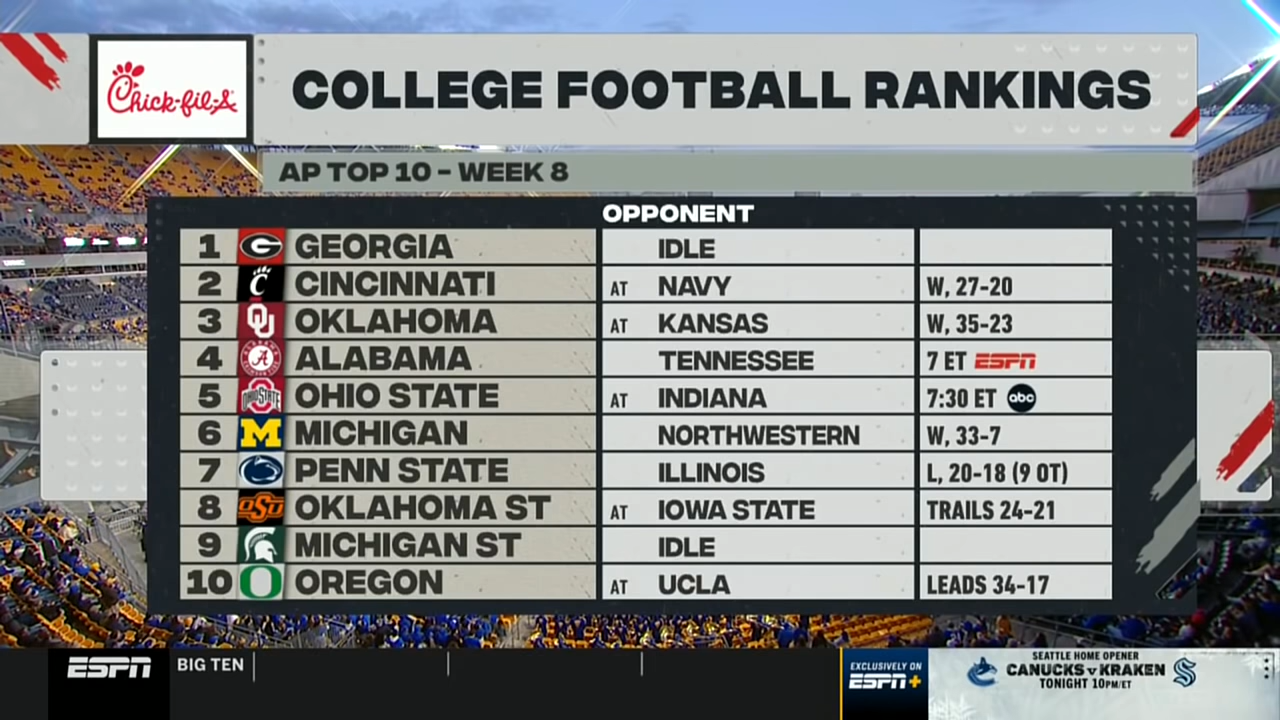 Chick-fil-A
COLLEGE FOOTBALL RANKINGS
AP TOP 10 – WEEK 8
OPPONENT
1 G GEORGIA IDLE
2 C CINCINNATI AT NAVY W, 27-20
3 OU OKLAHOMA AT KANSAS W, 35-23
4 A ALABAMA TENNESSEE 7 ET ESPN
5 OHIO STATE OHIO STATE AT INDIANA 7:30 ET abc
6 M MICHIGAN NORTHWESTERN W, 33-7
7 PENN STATE ILLINOIS L, 20-18 (9 OT)
8 OSU OKLAHOMA ST AT IOWA STATE TRAILS 24-21
9 MICHIGAN ST IDLE
10 O OREGON AT UCLA LEADS 34-17
ESPN BIG TEN
EXCLUSIVELY ON
ESPN+
SEATTLE HOME OPENER
CANUCKS v KRAKEN
TONIGHT 10PM/ET